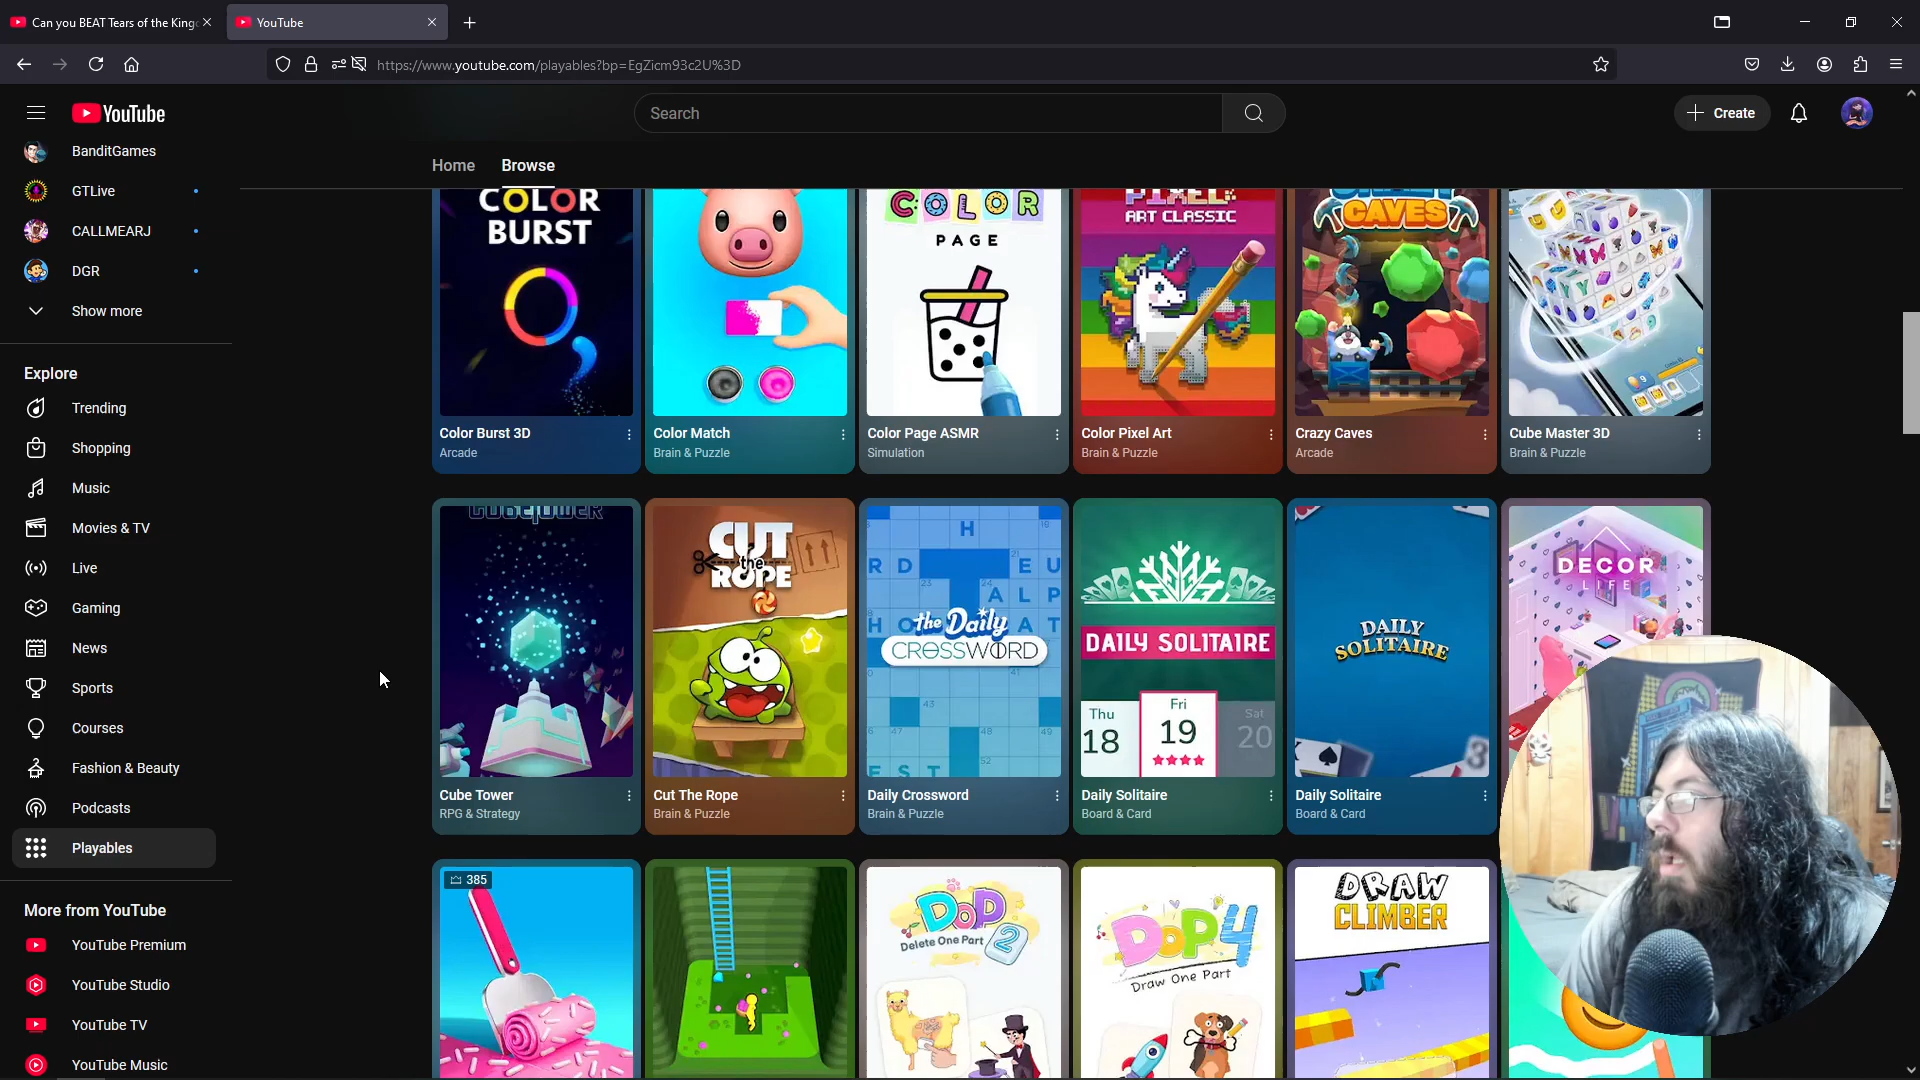 Can you BEAT Tears of the King
YouTube
https://www.youtube.com/playables?bp=EgZicm93c2U%3D
YouTube
Search
Create
Home
Browse
BanditGames
GTLive
CALLMEARJ
DGR
Show more
Explore
Trending
Shopping
Music
Movies & TV
Live
Gaming
News
Sports
Courses
Fashion & Beauty
Podcasts
Playables
More from YouTube
YouTube Premium
YouTube Studio
YouTube TV
YouTube Music
COLOR
BURST
Color Burst 3D
Arcade
Color Match
Brain & Puzzle
COLOR
PAGE
Color Page ASMR
Simulation
PIXEL
ART CLASSIC
Color Pixel Art
Brain & Puzzle
CRAZY
CAVES
Crazy Caves
Arcade
9
Cube Master 3D
Brain & Puzzle
CUBETOWER
Cube Tower
RPG & Strategy
CUT
the
ROPE
Cut The Rope
Brain & Puzzle
H
R D
E U
A L P
H O
A T
the Daily
CROSSWORD
E S T
Daily Crossword
Brain & Puzzle
DAILY SOLITAIRE
Thu
18
Fri
19
Sat
20
Daily Solitaire
Board & Card
DAILY
SOLITAIRE
3
Daily Solitaire
Board & Card
DECOR
LIFE
385
DOP
2
Delete One Part
DOP4
Draw One Part
DRAW
CLIMBER